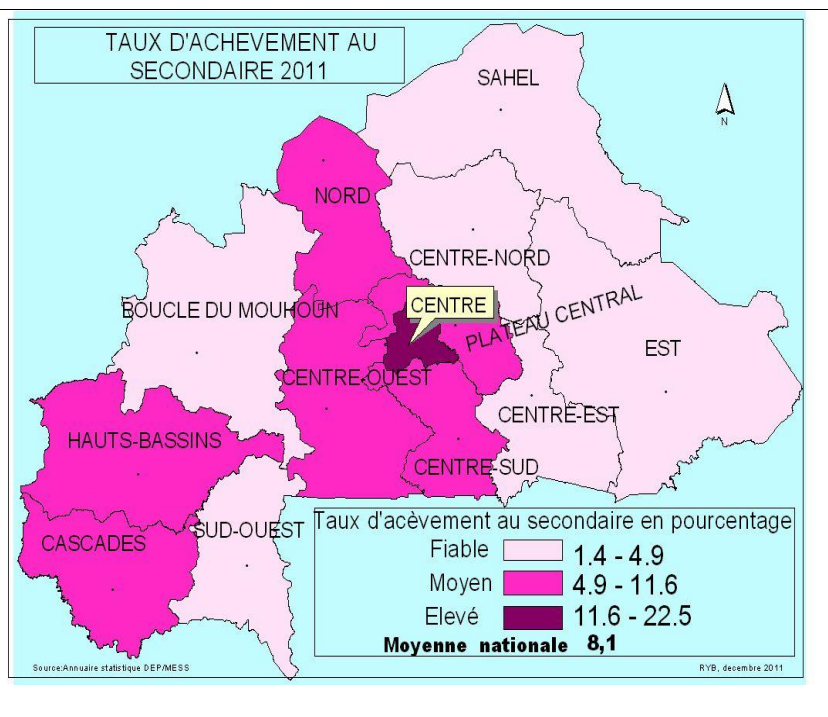 TAUX D'ACHEVEMENT AU
SECONDAIRE 2011
SAHEL
N
NORD
CENTRE-NORD
BOUCLE DU MOUHOUN
CENTRE
PLATEAU CENTRAL
EST
CENTRE-OUEST
CENTRE-EST
HAUTS-BASSINS
CENTRE-SUD
CASCADES
SUD-OUEST
Taux d'acèvement au secondaire en pourcentage
Fiable 1.4 - 4.9
Moyen 4.9 - 11.6
Elevé 11.6 - 22.5
Moyenne nationale 8,1
Source:Annuaire statistique DEP/MESS
RYB, decembre 2011